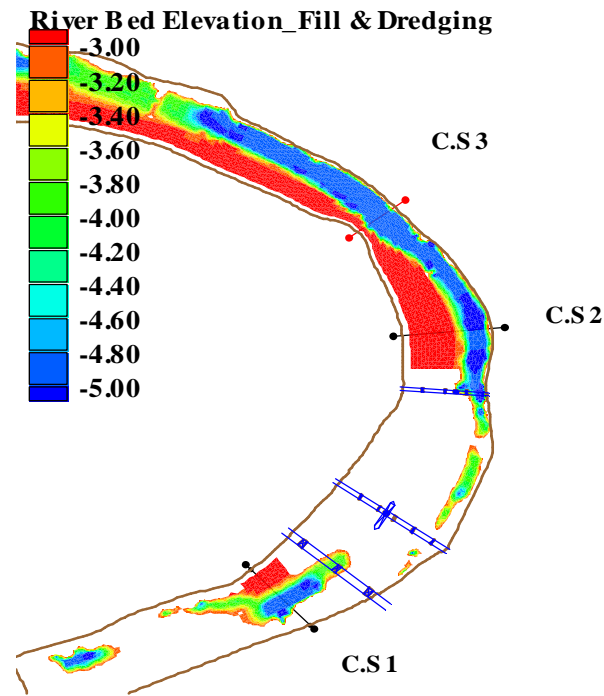 River Bed Elevation_Fill & Dredging
-3.00
-3.20
-3.40
-3.60
-3.80
-4.00
-4.20
-4.40
-4.60
-4.80
-5.00
C.S 3
C.S 2
C.S 1